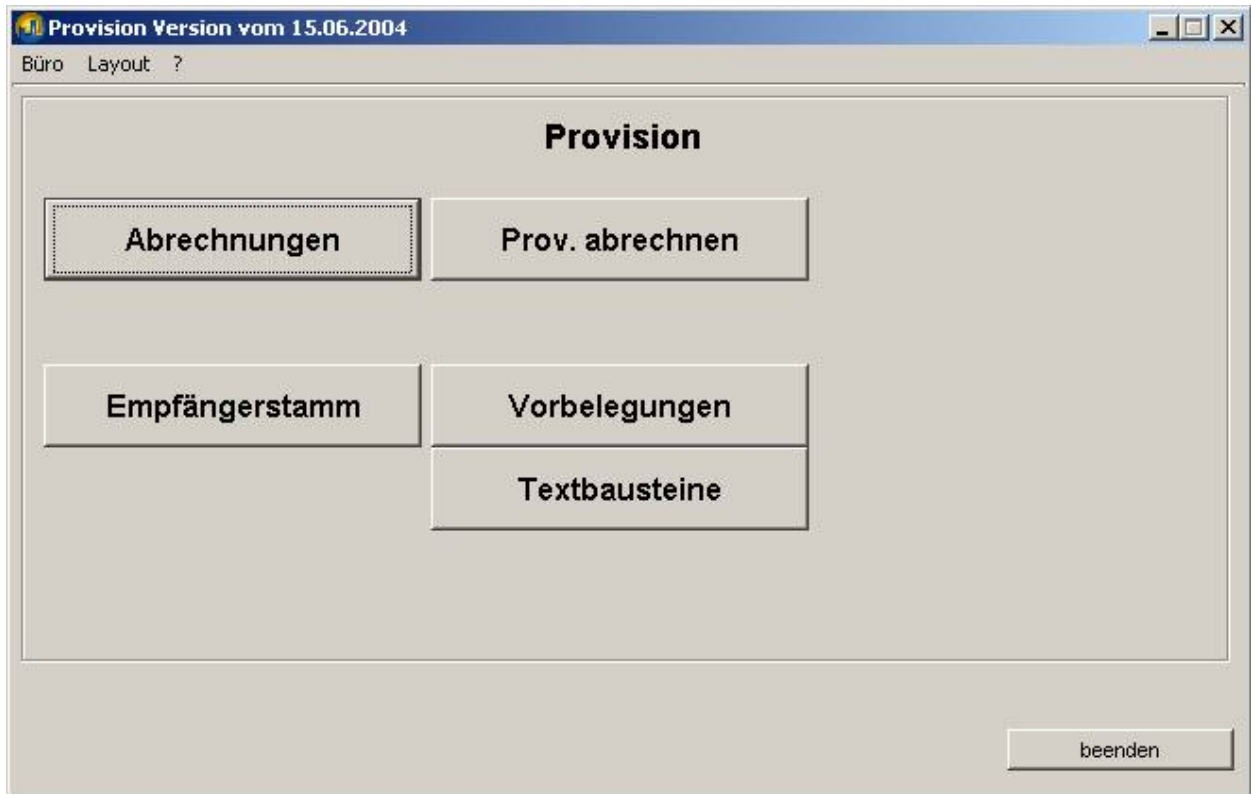 Provision Version vom 15.06.2004
Büro Layout ?
Provision
Abrechnungen Prov. abrechnen
Empfängerstamm Vorbelegungen
Textbausteine
beenden